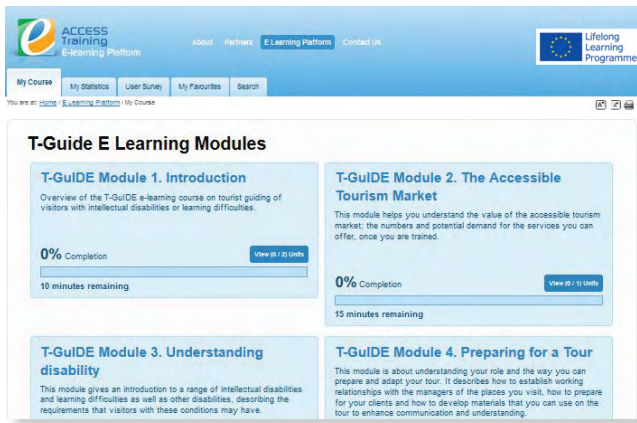 ACCESS
Training
E-learning Platform
About Partners E Learning Platform Contact Us
Lifelong
Learning
Programme
My Course My Statistics User Survey My Favourites Search
You are at: Home / E Learning Platform / My Course
T-Guide E Learning Modules
T-GuIDE Module 1. Introduction
Overview of the T-GuIDE e-learning course on tourist guiding of
visitors with intellectual disabilities or learning difficulties.
0% Completion
View (0 / 2) Units
10 minutes remaining
T-GuIDE Module 2. The Accessible
Tourism Market
This module helps you understand the value of the accessible tourism
market; the numbers and potential demand for the services you can
offer, once you are trained.
0% Completion
View (0 / 1) Units
15 minutes remaining
T-GuIDE Module 3. Understanding
disability
This module gives an introduction to a range of intellectual disabilities
and learning difficulties as well as other disabilities, describing the
requirements that visitors with these conditions may have.
T-GuIDE Module 4. Preparing for a Tour
This module is about understanding your role and the way you can
prepare and adapt your tour. It describes how to establish working
relationships with the managers of the places you visit, how to prepare
for your clients and how to develop materials that you can use on the
tour to enhance communication and understanding.